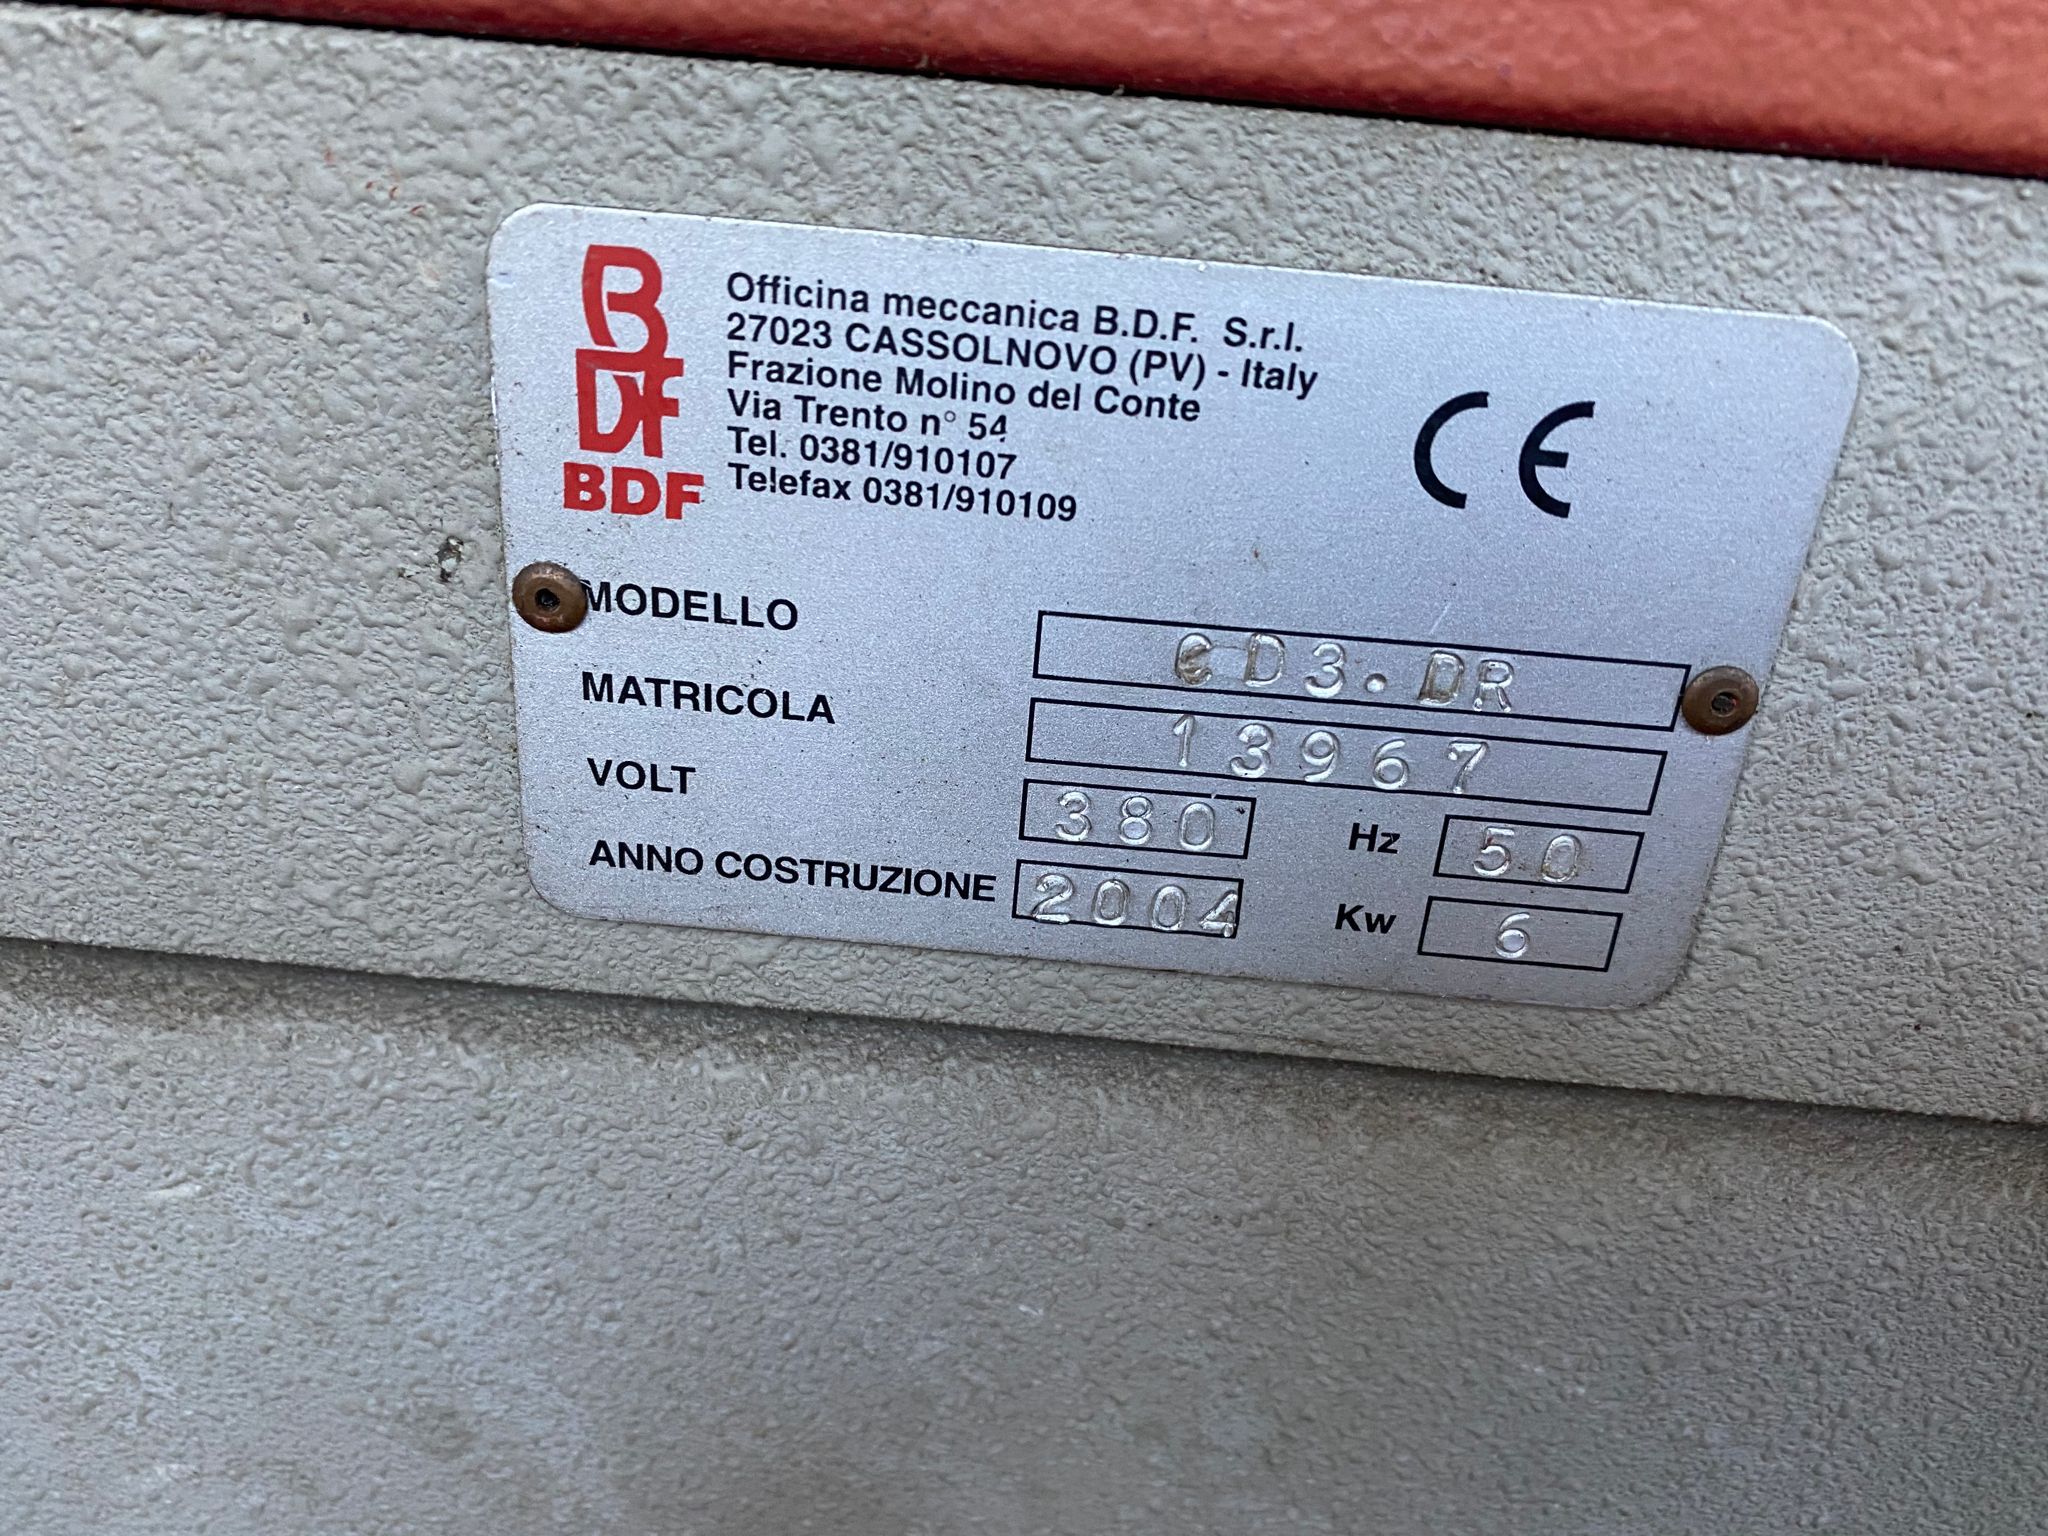 BDF
BDF
Officina meccanica B.D.F. S.r.l.
27023 CASSOLNOVO (PV) - Italy
Frazione Molino del Conte
Via Trento n° 54
Tel. 0381/910107
Telefax 0381/910109
CE
MODELLO CD3.DR
MATRICOLA 13967
VOLT 380 Hz 50
ANNO COSTRUZIONE 2004 Kw 6